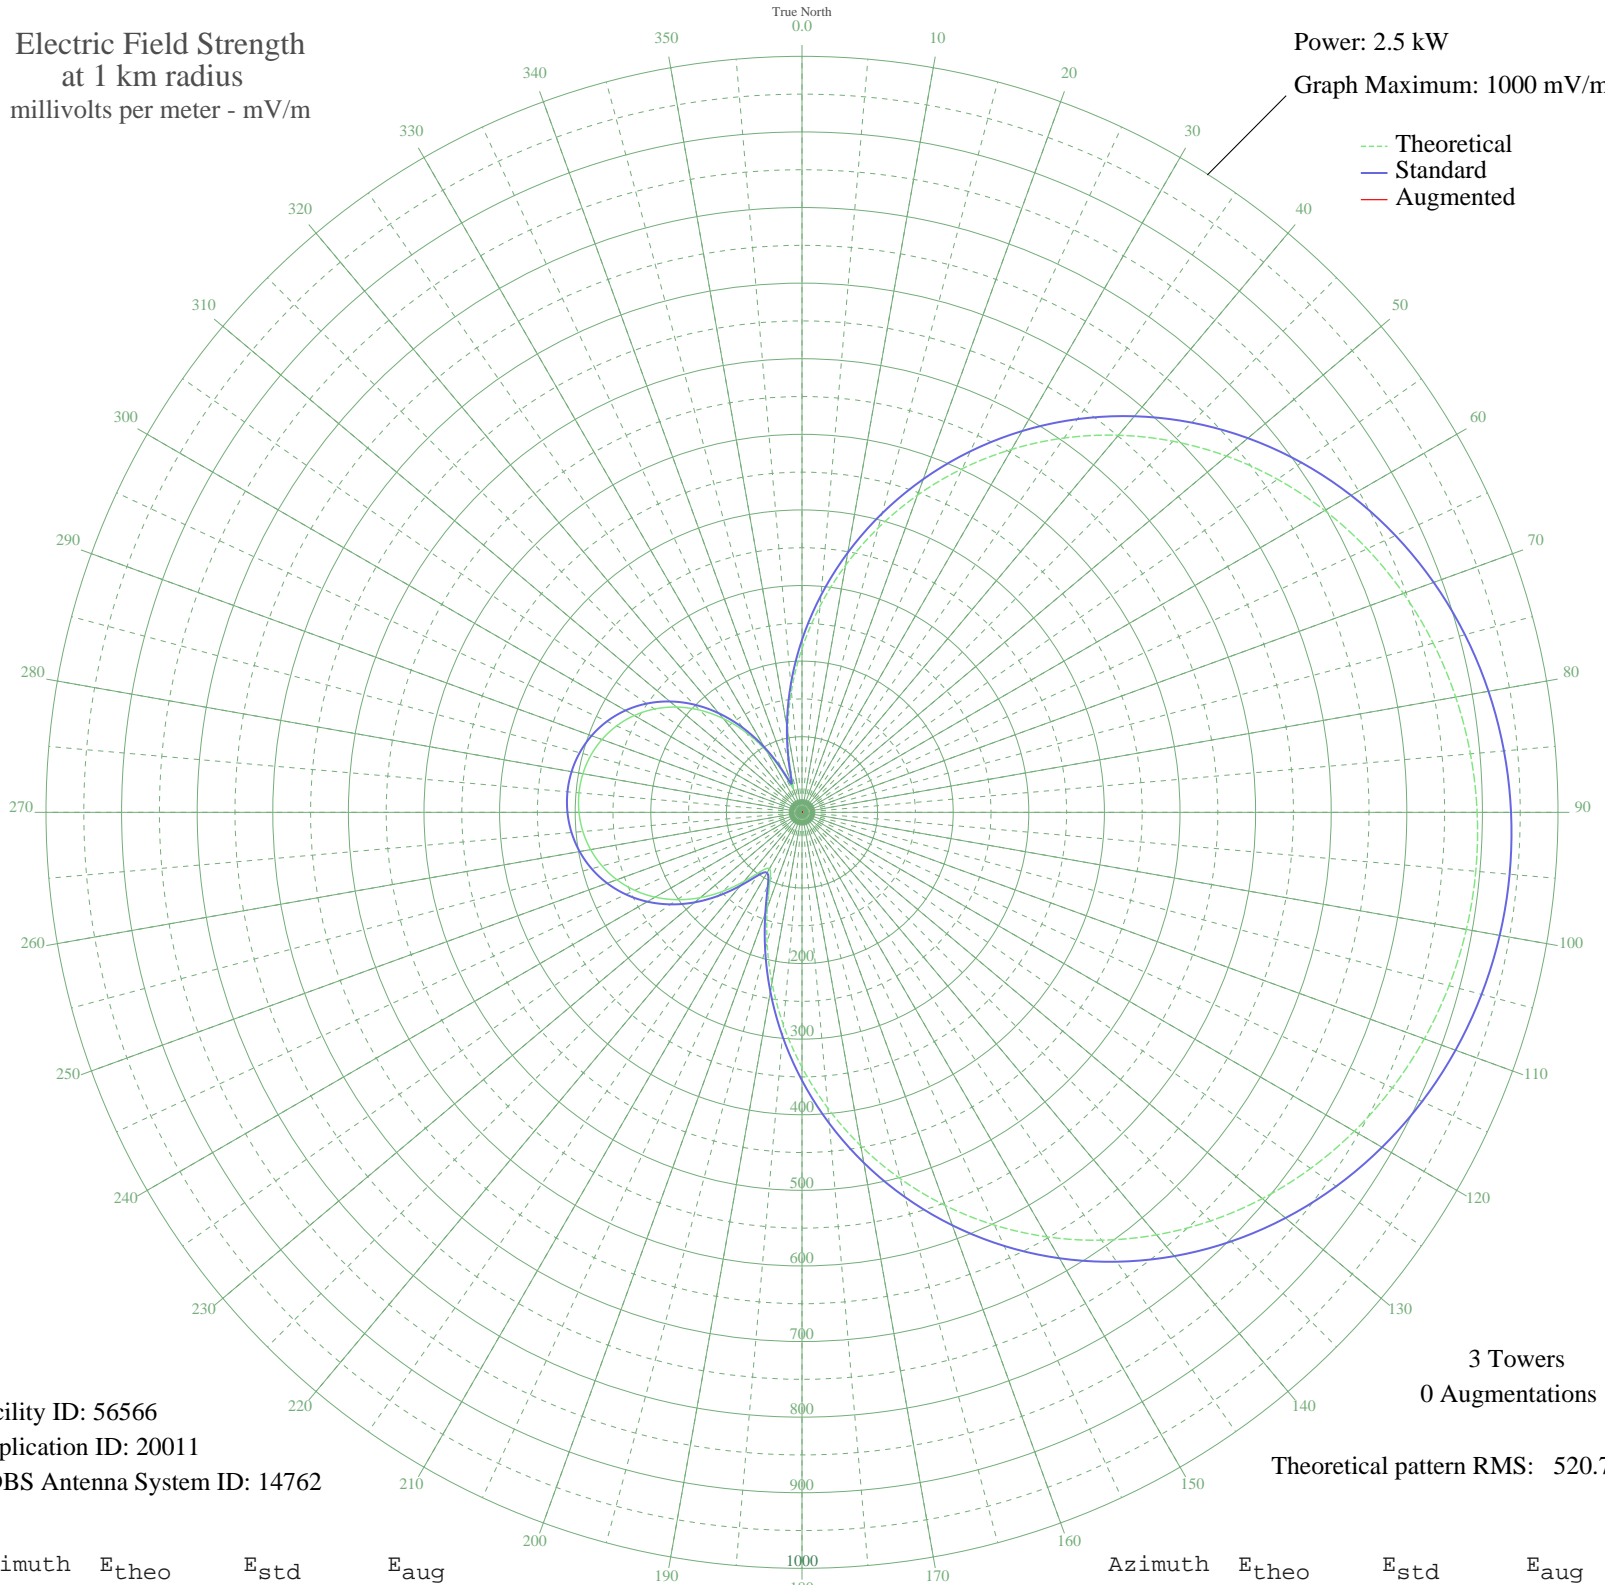 True North
0.0
Electric Field Strength
at 1 km radius
millivolts per meter - mV/m
Power: 2.5 kW
Graph Maximum: 1000 mV/m
Theoretical
Standard
Augmented
10
20
30
40
50
60
70
80
90
100
110
120
130
140
150
160
170
190
200
210
220
230
240
250
260
270
280
290
300
310
320
330
340
350
200
300
400
500
600
700
800
900
1000
3 Towers
0 Augmentations
Theoretical pattern RMS: 520.7
cility ID: 56566
plication ID: 20011
DBS Antenna System ID: 14762
imuth Etheo Estd Eaug
Azimuth Etheo Estd Eaug